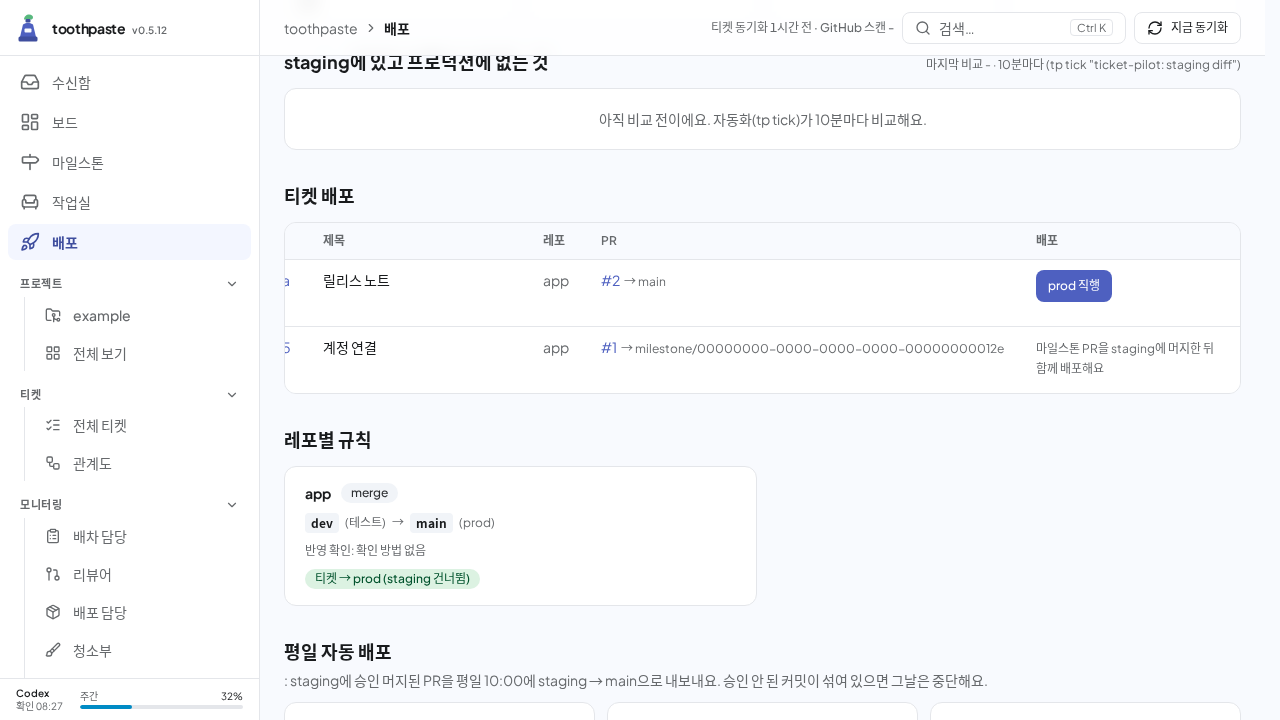 toothpaste v0.5.12
toothpaste > 배포
티켓 동기화 1시간 전 · GitHub 스캔 -
검색...
Ctrl K
지금 동기화
수신함
보드
마일스톤
작업실
배포
프로젝트
example
전체 보기
티켓
전체 티켓
관계도
모니터링
배차 담당
리뷰어
배포 담당
청소부
Codex
확인 08:27
주간
32%
staging에 있고 프로덕션에 없는 것
마지막 비교 - · 10분마다 (tp tick "ticket-pilot: staging diff")
아직 비교 전이에요. 자동화(tp tick)가 10분마다 비교해요.
티켓 배포
제목 레포 PR 배포
a 릴리스 노트 app #2 → main prod 직행
5 계정 연결 app #1 → milestone/00000000-0000-0000-0000-00000000012e 마일스톤 PR을 staging에 머지한 뒤
함께 배포해요
레포별 규칙
app merge
dev (테스트) → main (prod)
반영 확인: 확인 방법 없음
티켓 → prod (staging 건너뜀)
평일 자동 배포
: staging에 승인 머지된 PR을 평일 10:00에 staging → main으로 내보내요. 승인 안 된 커밋이 섞여 있으면 그날은 중단해요.